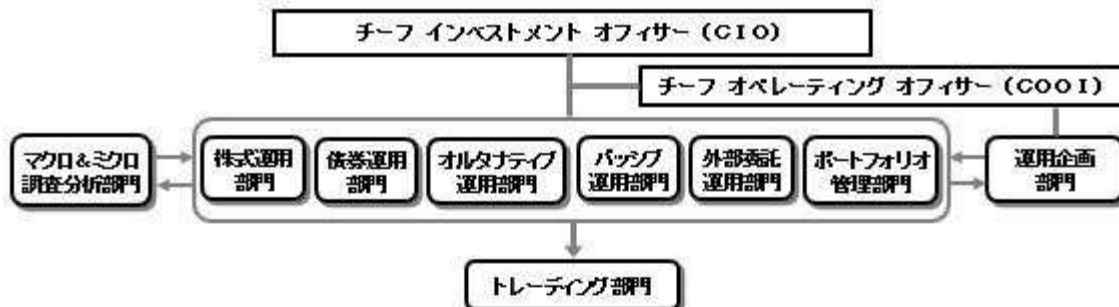 チーフ インベストメント オフィサー (CIO)
チーフ オペレーティング オフィサー (COOI)
マクロ&ミクロ
調査分析部門
株式運用
部門
債券運用
部門
オルタナティブ
運用部門
パッシブ
運用部門
外部委託
運用部門
ポートフォリオ
管理部門
運用企画
部門
トレーディング部門